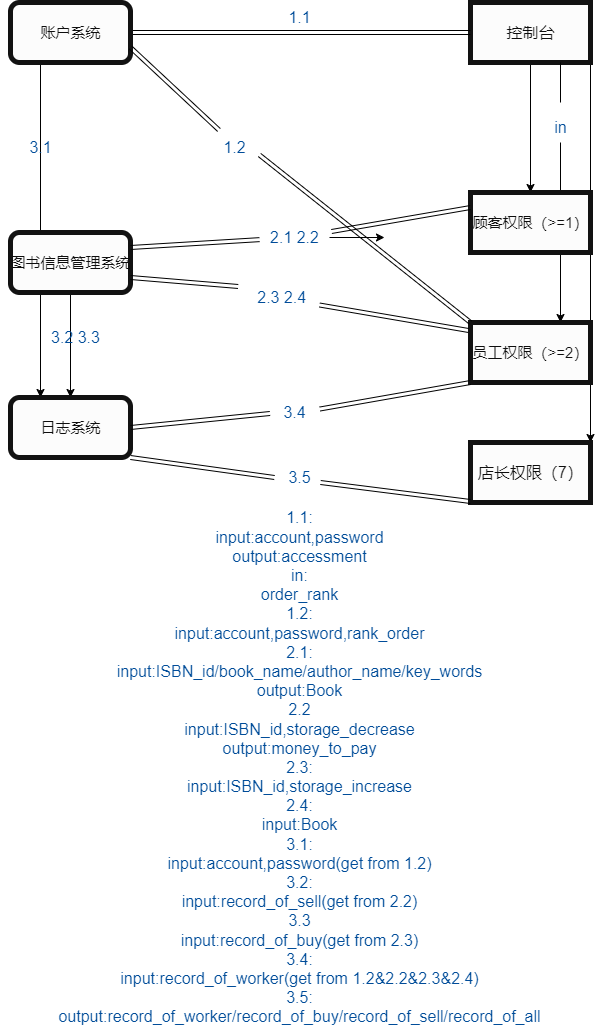 账户系统
1.1
控制台
3.1
1.2
in
图书信息管理系统
2.1 2.2
顾客权限（>=1）
2.3 2.4
3.2 3.3
员工权限（>=2）
日志系统
3.4
3.5
店长权限（7）
1.1:
input:account,password
output:accessment
in:
order_rank
1.2:
input:account,password,rank_order
2.1:
input:ISBN_id/book_name/author_name/key_words
output:Book
2.2
input:ISBN_id,storage_decrease
output:money_to_pay
2.3:
input:ISBN_id,storage_increase
2.4:
input:Book
3.1:
input:account,password(get from 1.2)
3.2:
input:record_of_sell(get from 2.2)
3.3
input:record_of_buy(get from 2.3)
3.4:
input:record_of_worker(get from 1.2&2.2&2.3&2.4)
3.5:
output:record_of_worker/record_of_buy/record_of_sell/record_of_all